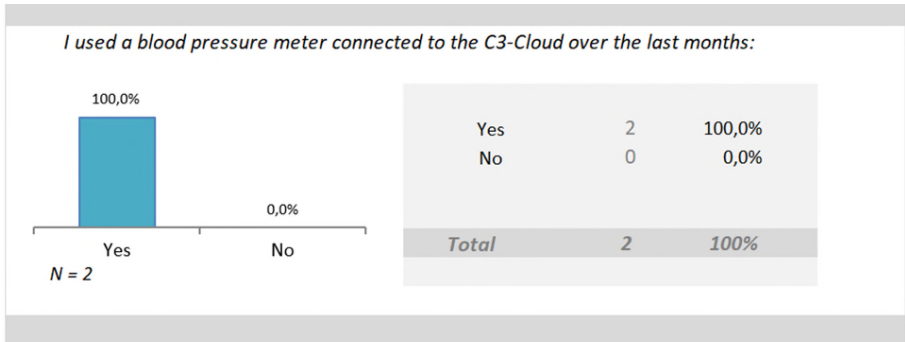 I used a blood pressure meter connected to the C3-Cloud over the last months:
100,0%
0,0%
Yes No
N = 2
Yes 2 100,0%
No 0 0,0%
Total 2 100%